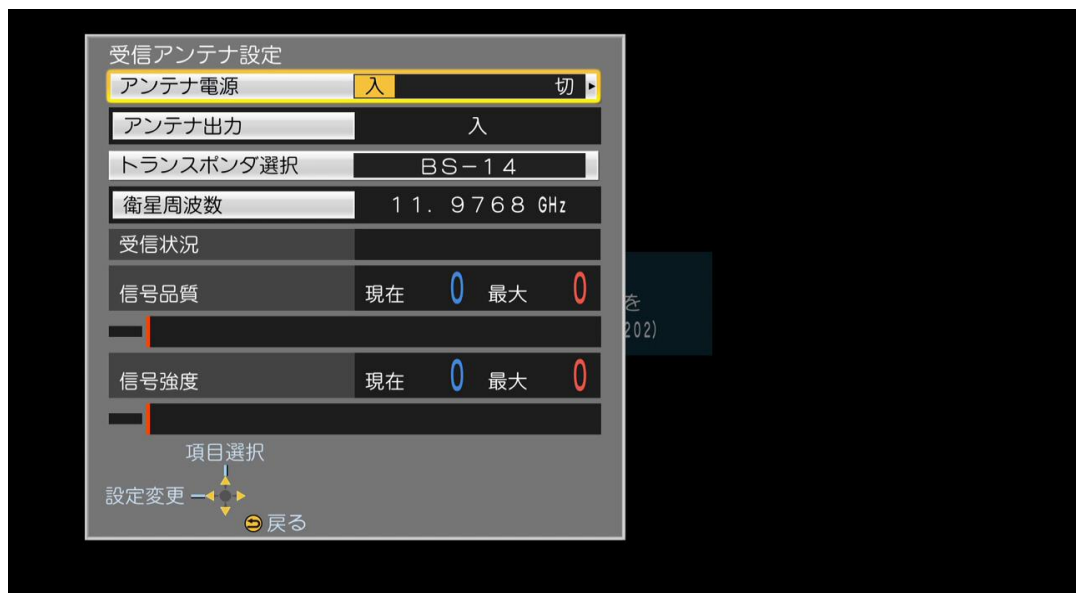 受信アンテナ設定
アンテナ電源 入 切
アンテナ出力 入
トランスポンダ選択 BS-14
衛星周波数 11.9768 GHz
受信状況
信号品質 現在 0 最大 0
を
202)
信号強度 現在 0 最大 0
項目選択
設定変更
戻る